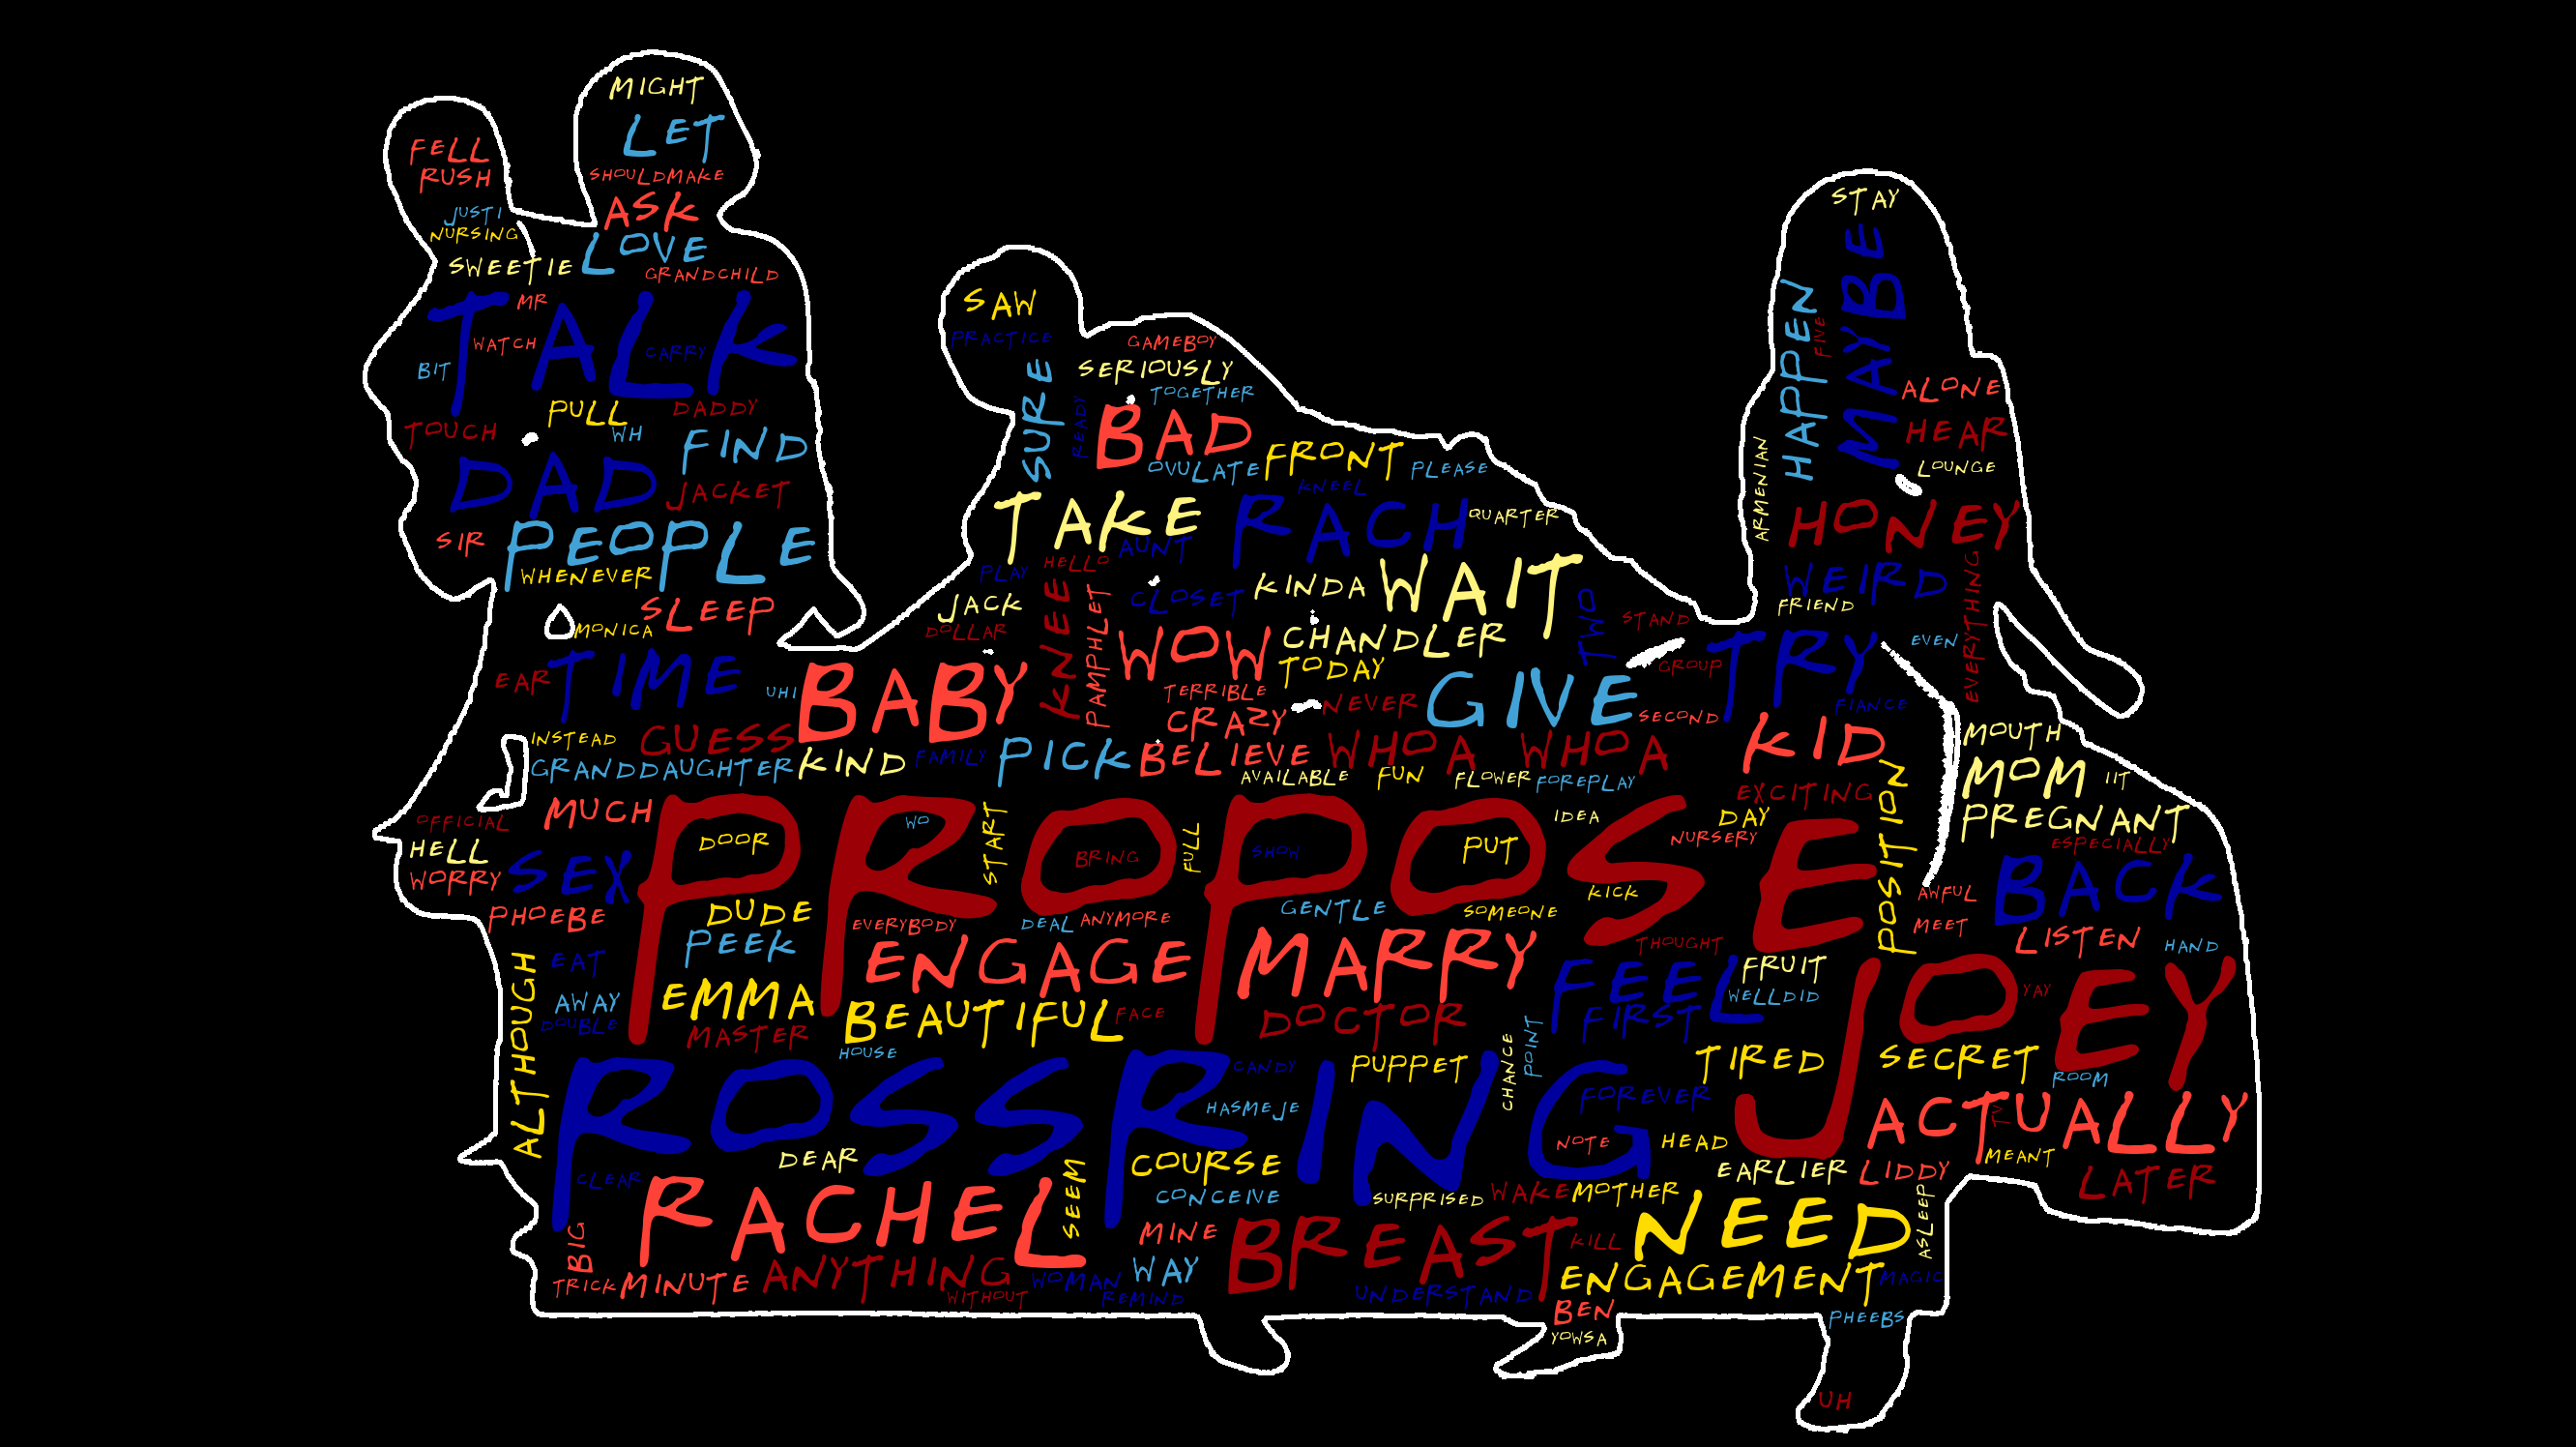 MIGHT
LET
SHOULDMAKE
ASK
LOVE
GRANDCHILD
FELL
RUSH
JUSTI
NURSING
SWEETIE
MR
TALK
WATCH
CARRY
BIT
PULL
DADDY
TOUCH
WH
FIND
DAD
JACKET
SIR
PEOPLE
WHENEVER
SLEEP
MONICA
EAR
TIME
UHI
BABY
INSTEAD
GUESS
GRANDDAUGHTER
KIND
FAMILY
PICK
SAW
PRACTICE
GAMEBOY
SERIOUSLY
TOGETHER
SURE
READY
BAD
OVULATE
FRONT
PLEASE
KNEEL
TAKE
RACH
QUARTER
AUNT
HELLO
PLAY
CLOSET
KINDA
WAIT
JACK
DOLLAR
KNEE
PAMPHLET
WOW
CHANDLER
TODAY
TWO
STAND
TERRIBLE
CRAZY
NEVER
GIVE
SECOND
GROUP
BELIEVE
WHOA WHOA
AVAILABLE
FUN
FLOWER
FOREPLAY
STAY
MAYBE
HAPPEN
FIVE
ALONE
HEAR
LOUNGE
ARMENIAN
HONEY
WEIRD
FRIEND
EVERYTHING
TRY
EVEN
FIANCE
KID
MOUTH
MOM
IIT
PREGNANT
EXCITING
POSITION
ESPECIALLY
OFFICIAL
MUCH
HELL
WORRY
SEX
PHOEBE
PROPOSE
DOOR
WO
START
BRING
FULL
SHOW
PUT
IDEA
DAY
NURSERY
KICK
BACK
AWFUL
MEET
LISTEN
HAND
DUDE
PEEK
EVERYBODY
DEAL
ANYMORE
GENTLE
SOMEONE
THOUGHT
ALTHOUGH
EAT
AWAY
DOUBLE
EMMA
MASTER
ENGAGE
MARRY
BEAUTIFUL
FACE
DOCTOR
FEEL
FIRST
FRUIT
WELLDID
JOEY
YAY
HOUSE
ROSS
RING
CANDY
HASMEJE
PUPPET
CHANCE
POINT
FOREVER
TIRED
SECRET
ROOM
ACTUALLY
TV
NOTE
HEAD
MEANT
CLEAR
DEAR
SEEM
COURSE
CONCEIVE
SURPRISED
WAKE
MOTHER
EARLIER
LIDDY
LATER
BIG
RACHEL
MINE
BREAST
KILL
NEED
ASLEEP
TRICK
MINUTE
ANYTHING
WITHOUT
WOMAN
WAY
REMIND
UNDERSTAND
ENGAGEMENT
MAGIC
BEN
YOWSA
PHEEBS
UH